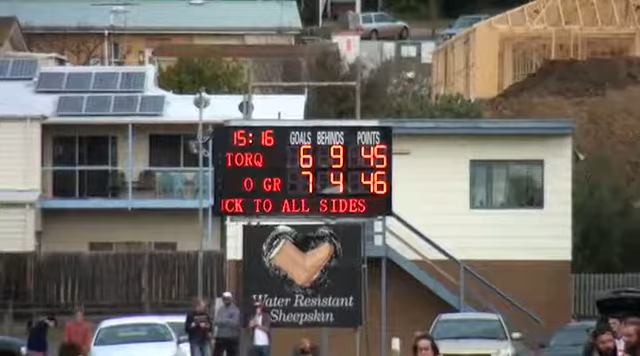 15:16 GOALS BEHINDS POINTS
TORQ 6 9 45
O GR 7 4 46
ICK TO ALL SIDES
Water Resistant
Sheepskin